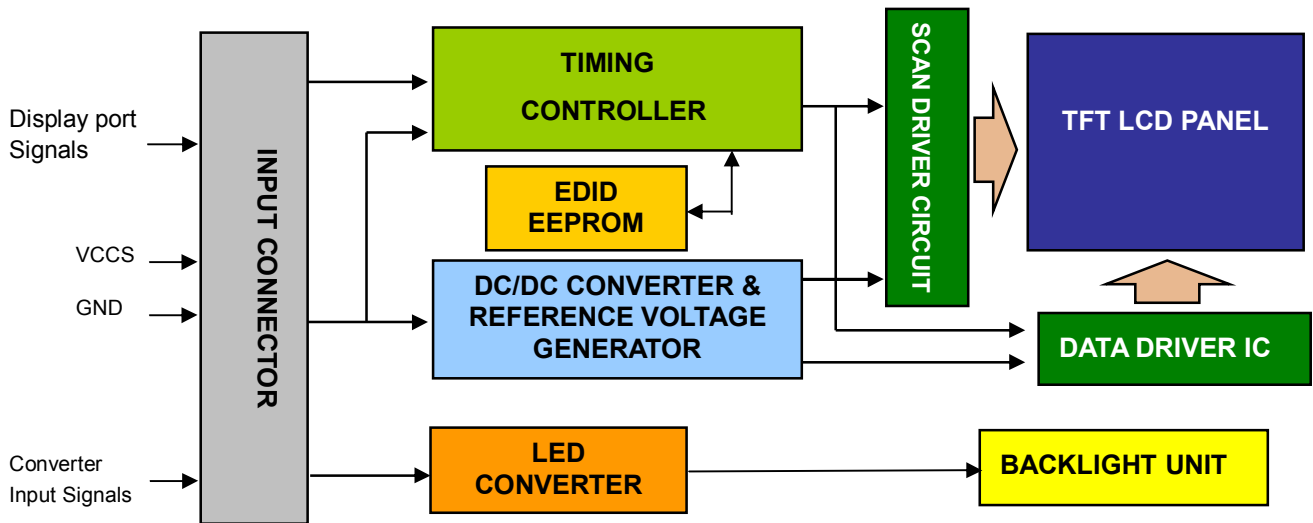 Display port
Signals
VCCS
GND
Converter
Input Signals
INPUT CONNECTOR
TIMING
CONTROLLER
EDID
EEPROM
DC/DC CONVERTER &
REFERENCE VOLTAGE
GENERATOR
LED
CONVERTER
SCAN DRIVER CIRCUIT
TFT LCD PANEL
DATA DRIVER IC
BACKLIGHT UNIT